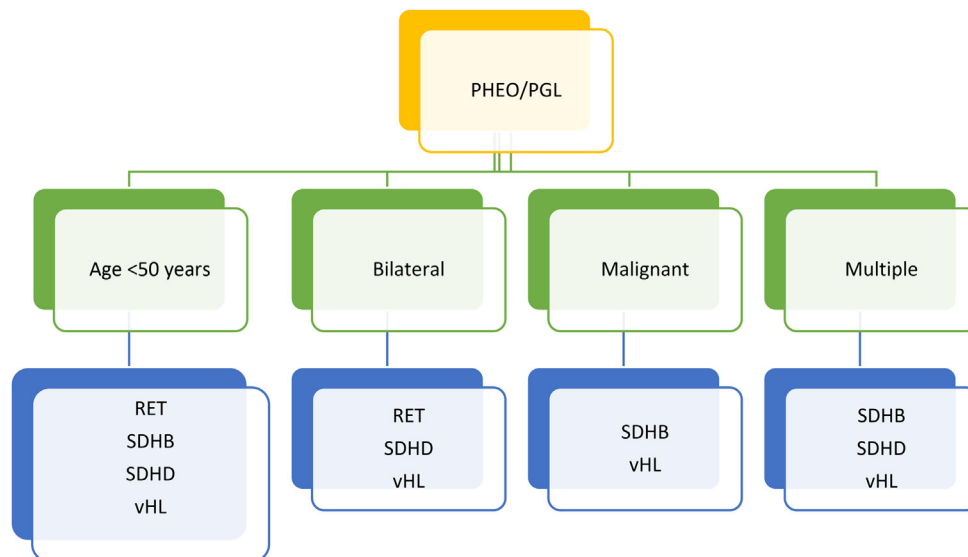 PHEO/PGL
Age <50 years
Bilateral
Malignant
Multiple
RET
SDHB
SDHD
vHL
RET
SDHD
vHL
SDHB
vHL
SDHB
SDHD
vHL